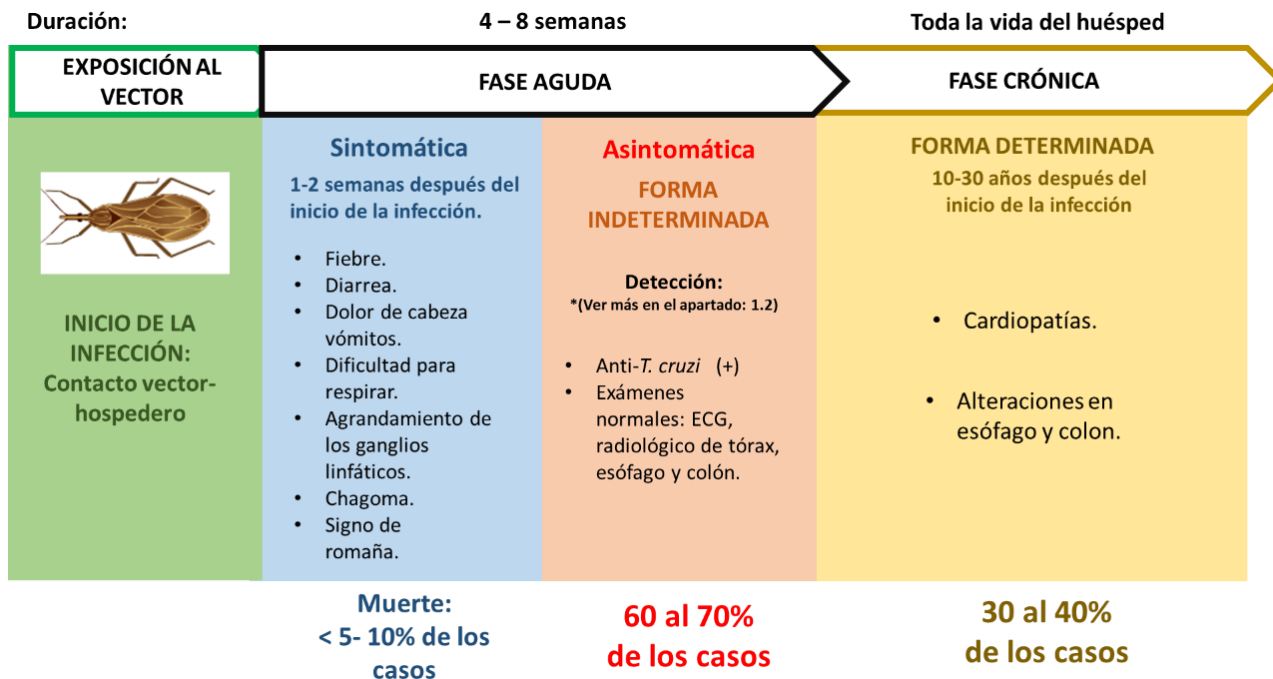 Duración:
4 – 8 semanas
Toda la vida del huésped
EXPOSICIÓN AL
VECTOR
FASE AGUDA
FASE CRÓNICA
INICIO DE LA
INFECCIÓN:
Contacto vector-
hospedero
Sintomática
1-2 semanas después del
inicio de la infección.
• Fiebre.
• Diarrea.
• Dolor de cabeza
vómitos.
• Dificultad para
respirar.
• Agrandamiento de
los ganglios
linfáticos.
• Chagoma.
• Signo de
romaña.
Muerte:
< 5- 10% de los
casos
Asintomática
FORMA
INDETERMINADA
Detección:
*(Ver más en el apartado: 1.2)
• Anti-T. cruzi (+)
• Exámenes
normales: ECG,
radiológico de tórax,
esófago y colón.
60 al 70%
de los casos
FORMA DETERMINADA
10-30 años después del
inicio de la infección
• Cardiopatías.
• Alteraciones en
esófago y colon.
30 al 40%
de los casos